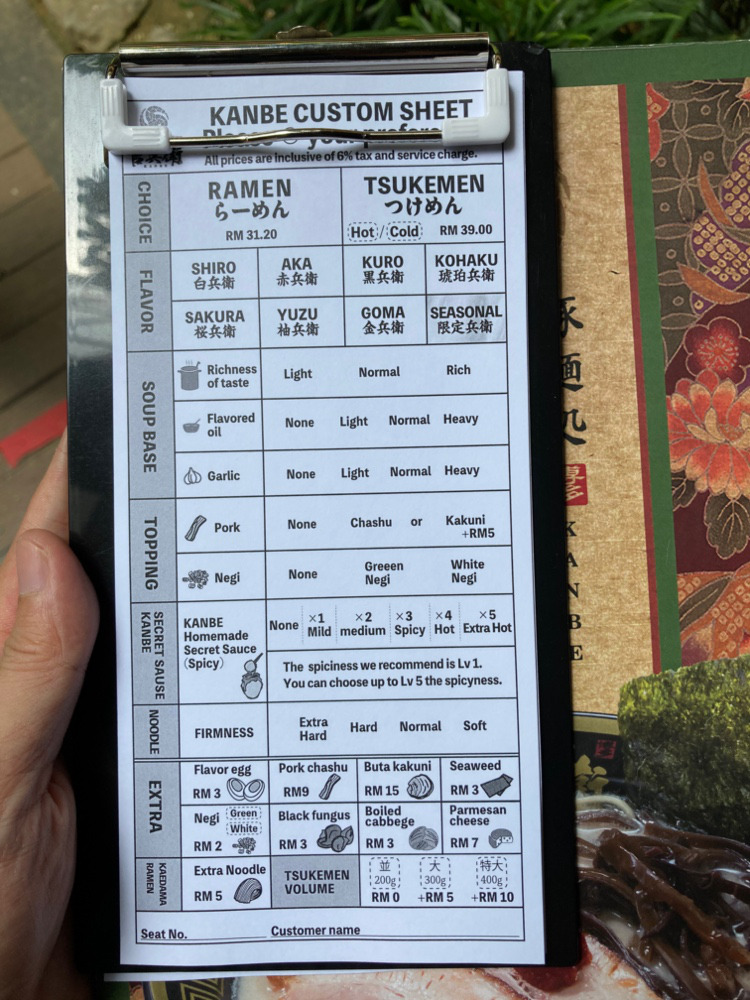 KANBE CUSTOM SHEET
All prices are inclusive of 6% tax and service charge.
CHOICE
RAMEN
らーめん
RM 31.20
TSUKEMEN
つけめん
Hot / Cold RM 39.00
FLAVOR
SHIRO
白兵衛
AKA
赤兵衛
KURO
黒兵衛
KOHAKU
琥珀兵衛
SAKURA
桜兵衛
YUZU
柚兵衛
GOMA
金兵衛
SEASONAL
限定兵衛
SOUP BASE
Richness
of taste
Light Normal Rich
Flavored
oil
None Light Normal Heavy
Garlic
None Light Normal Heavy
TOPPING
Pork
None Chashu or Kakuni
+RM5
Negi
None
Greeen
Negi
White
Negi
SECRET SAUSE
KANBE
KANBE
Homemade
Secret Sauce
(Spicy)
None
×1
Mild
×2
medium
×3
Spicy
×4
Hot
×5
Extra Hot
The spiciness we recommend is Lv 1.
You can choose up to Lv 5 the spicyness.
NOODLE
FIRMNESS
Extra
Hard
Hard Normal Soft
EXTRA
Flavor egg
RM 3
Pork chashu
RM9
Buta kakuni
RM 15
Seaweed
RM 3
Negi
Green
White
RM 2
Black fungus
RM 3
Boiled
cabbege
RM 3
Parmesan
cheese
RM 7
KAEDAMA
RAMEN
Extra Noodle
RM 5
TSUKEMEN
VOLUME
並
200g
RM 0
大
300g
+RM 5
特大
400g
+RM 10
Seat No. Customer name
麺
処
博多
KANBE